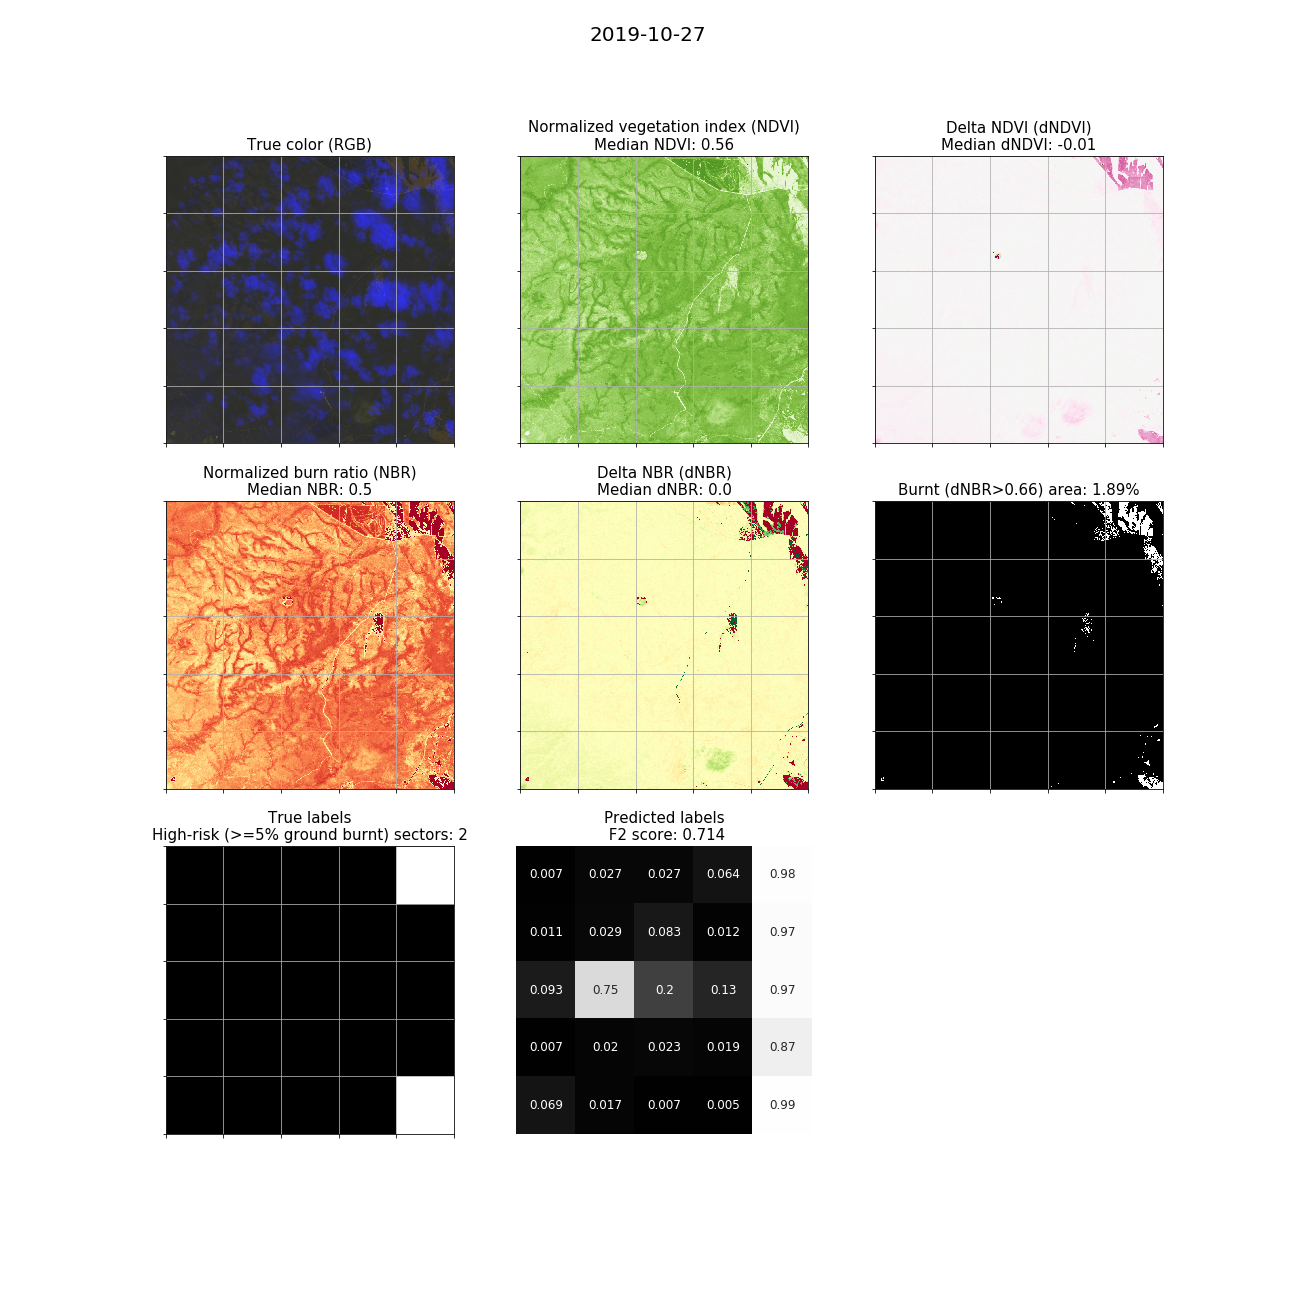 2019-10-27
True color (RGB)
Normalized vegetation index (NDVI)
Median NDVI: 0.56
Delta NDVI (dNDVI)
Median dNDVI: -0.01
Normalized burn ratio (NBR)
Median NBR: 0.5
Delta NBR (dNBR)
Median dNBR: 0.0
Burnt (dNBR>0.66) area: 1.89%
True labels
High-risk (>=5% ground burnt) sectors: 2
Predicted labels
F2 score: 0.714
0.007 0.027 0.027 0.064 0.98
0.011 0.029 0.083 0.012 0.97
0.093 0.75 0.2 0.13 0.97
0.007 0.02 0.023 0.019 0.87
0.069 0.017 0.007 0.005 0.99